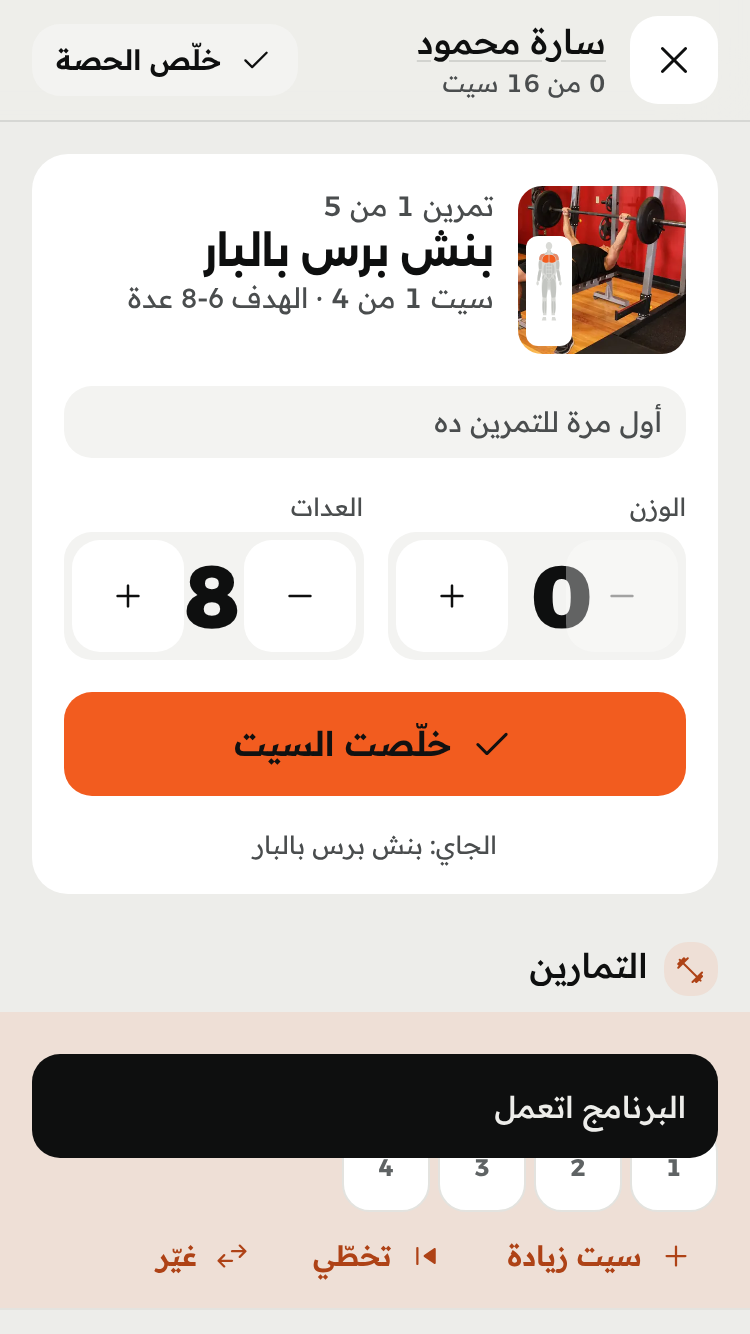 سارة محمود
0 من 16 سيت
خلّص الحصة
تمرين 1 من 5
بنش برس بالبار
سيت 1 من 4 · الهدف 6-8 عدة
أول مرة للتمرين ده
الوزن
العدات
− 0 +
− 8 +
خلّصت السيت
الجاي: بنش برس بالبار
التمارين
البرنامج اتعمل
1 2 3 4
سيت زيادة
تخطّي
غيّر